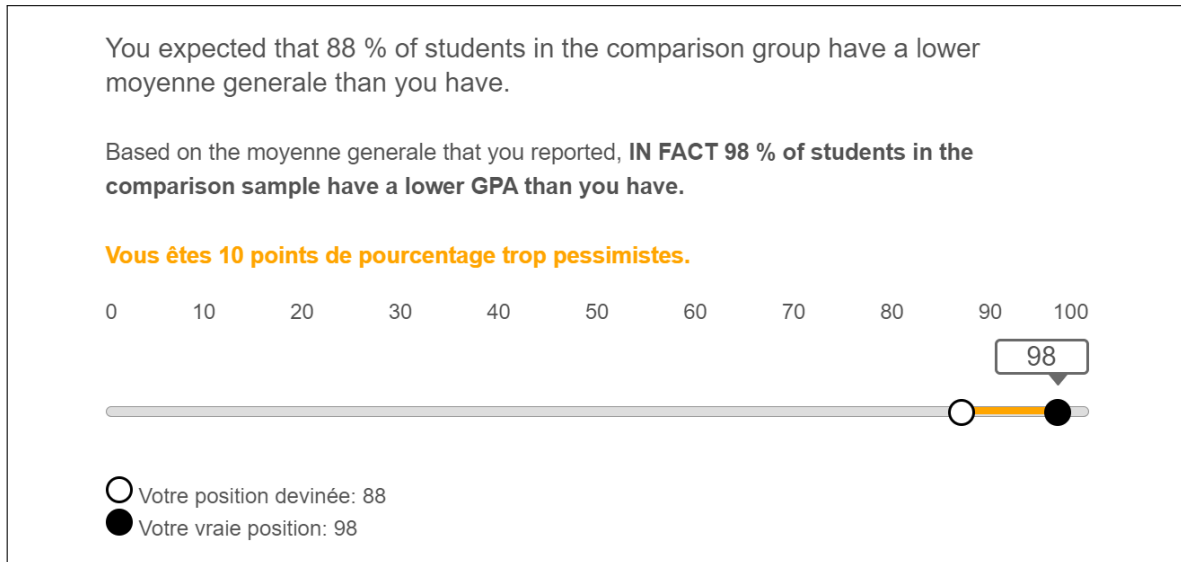 You expected that 88 % of students in the comparison group have a lower
moyenne generale than you have.
Based on the moyenne generale that you reported, IN FACT 98 % of students in the
comparison sample have a lower GPA than you have.
Vous êtes 10 points de pourcentage trop pessimistes.
0 10 20 30 40 50 60 70 80 90 100
98
Votre position devinée: 88
Votre vraie position: 98